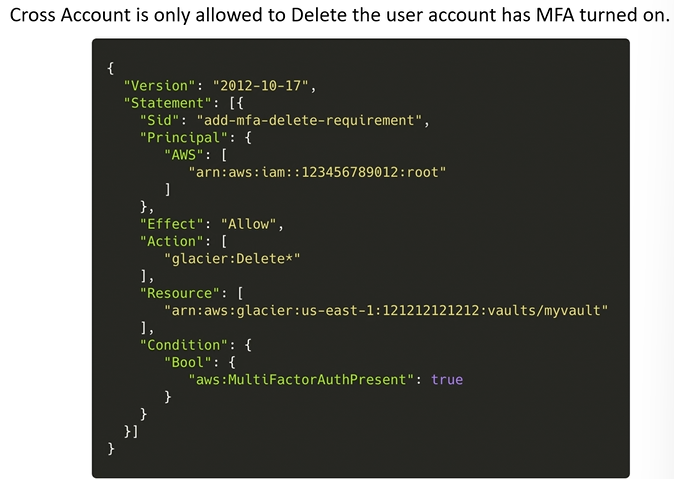 Cross Account is only allowed to Delete the user account has MFA turned on.
{
"Version": "2012-10-17",
"Statement": [{
"Sid": "add-mfa-delete-requirement",
"Principal": {
"AWS": [
"arn:aws:iam::123456789012:root"
]
},
"Effect": "Allow",
"Action": [
"glacier:Delete*"
],
"Resource": [
"arn:aws:glacier:us-east-1:121212121212:vaults/myvault"
],
"Condition": {
"Bool": {
"aws:MultiFactorAuthPresent": true
}
}
}]
}